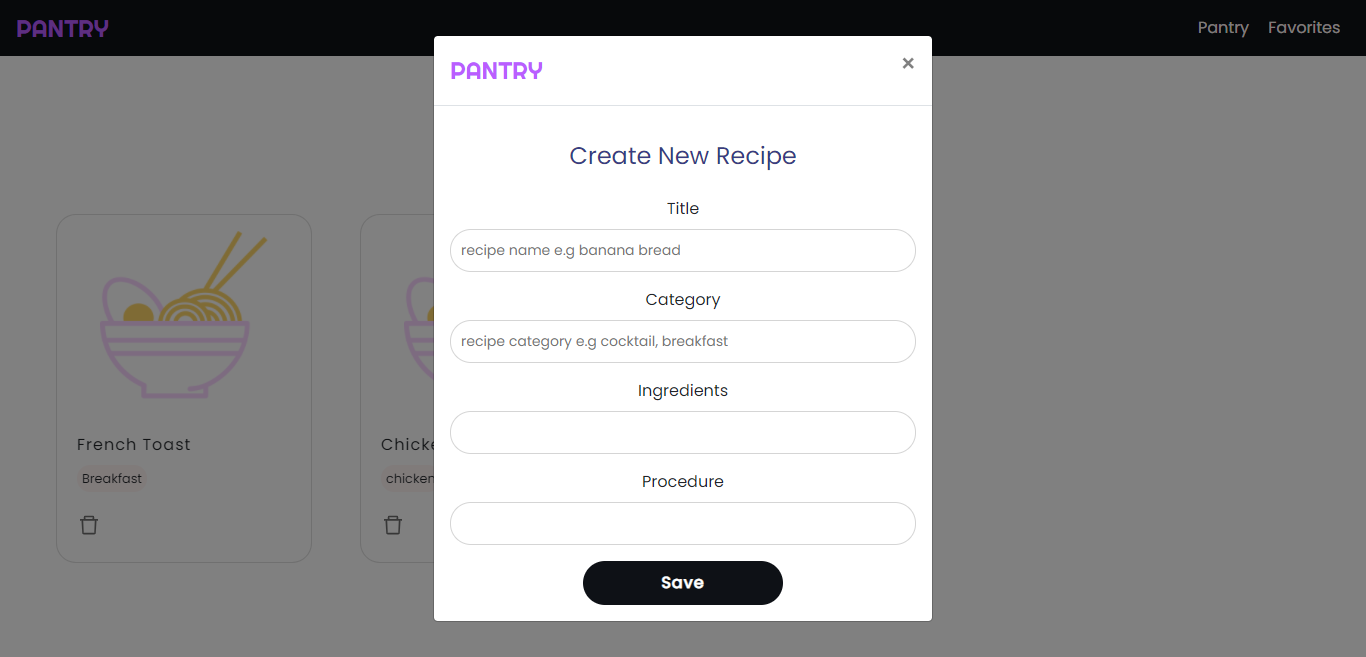 PANTRY
Pantry Favorites
PANTRY
×
Create New Recipe
Title
recipe name e.g banana bread
Category
recipe category e.g cocktail, breakfast
Ingredients
Procedure
Save
French Toast
Breakfast
Chicke
chicken